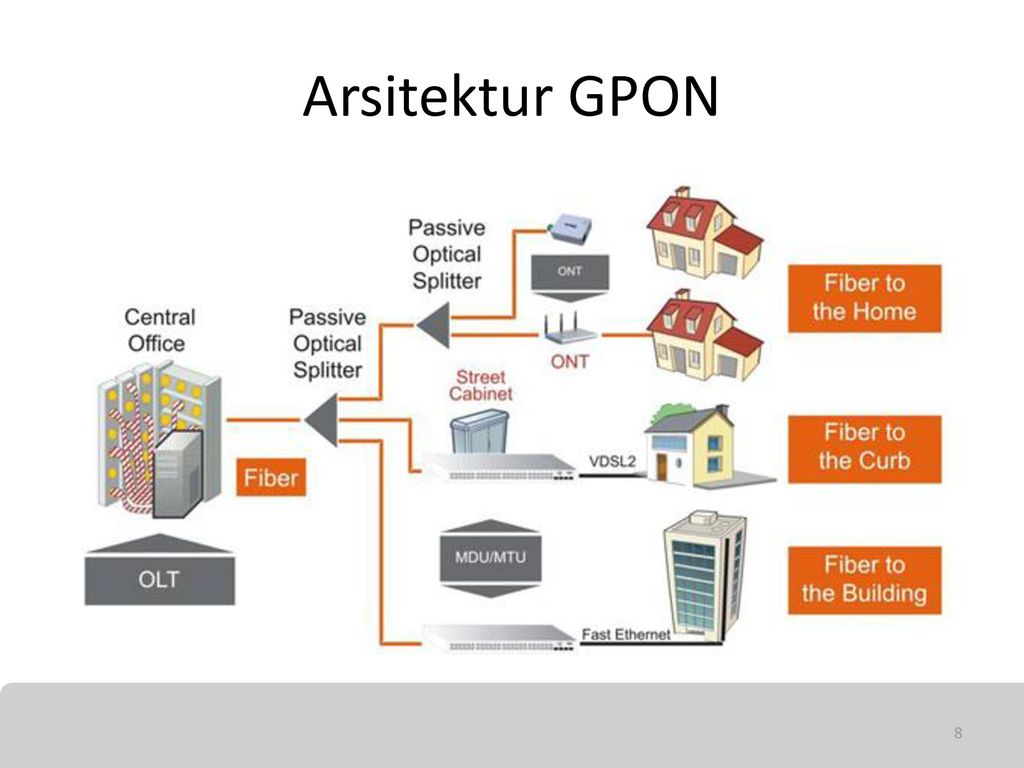 Arsitektur GPON
Passive
Optical
Splitter
ONT
Fiber to
the Home
Central
Office
Passive
Optical
Splitter
ONT
Street
Cabinet
Fiber
VDSL2
Fiber to
the Curb
OLT
MDU/MTU
Fast Ethernet
Fiber to
the Building
8